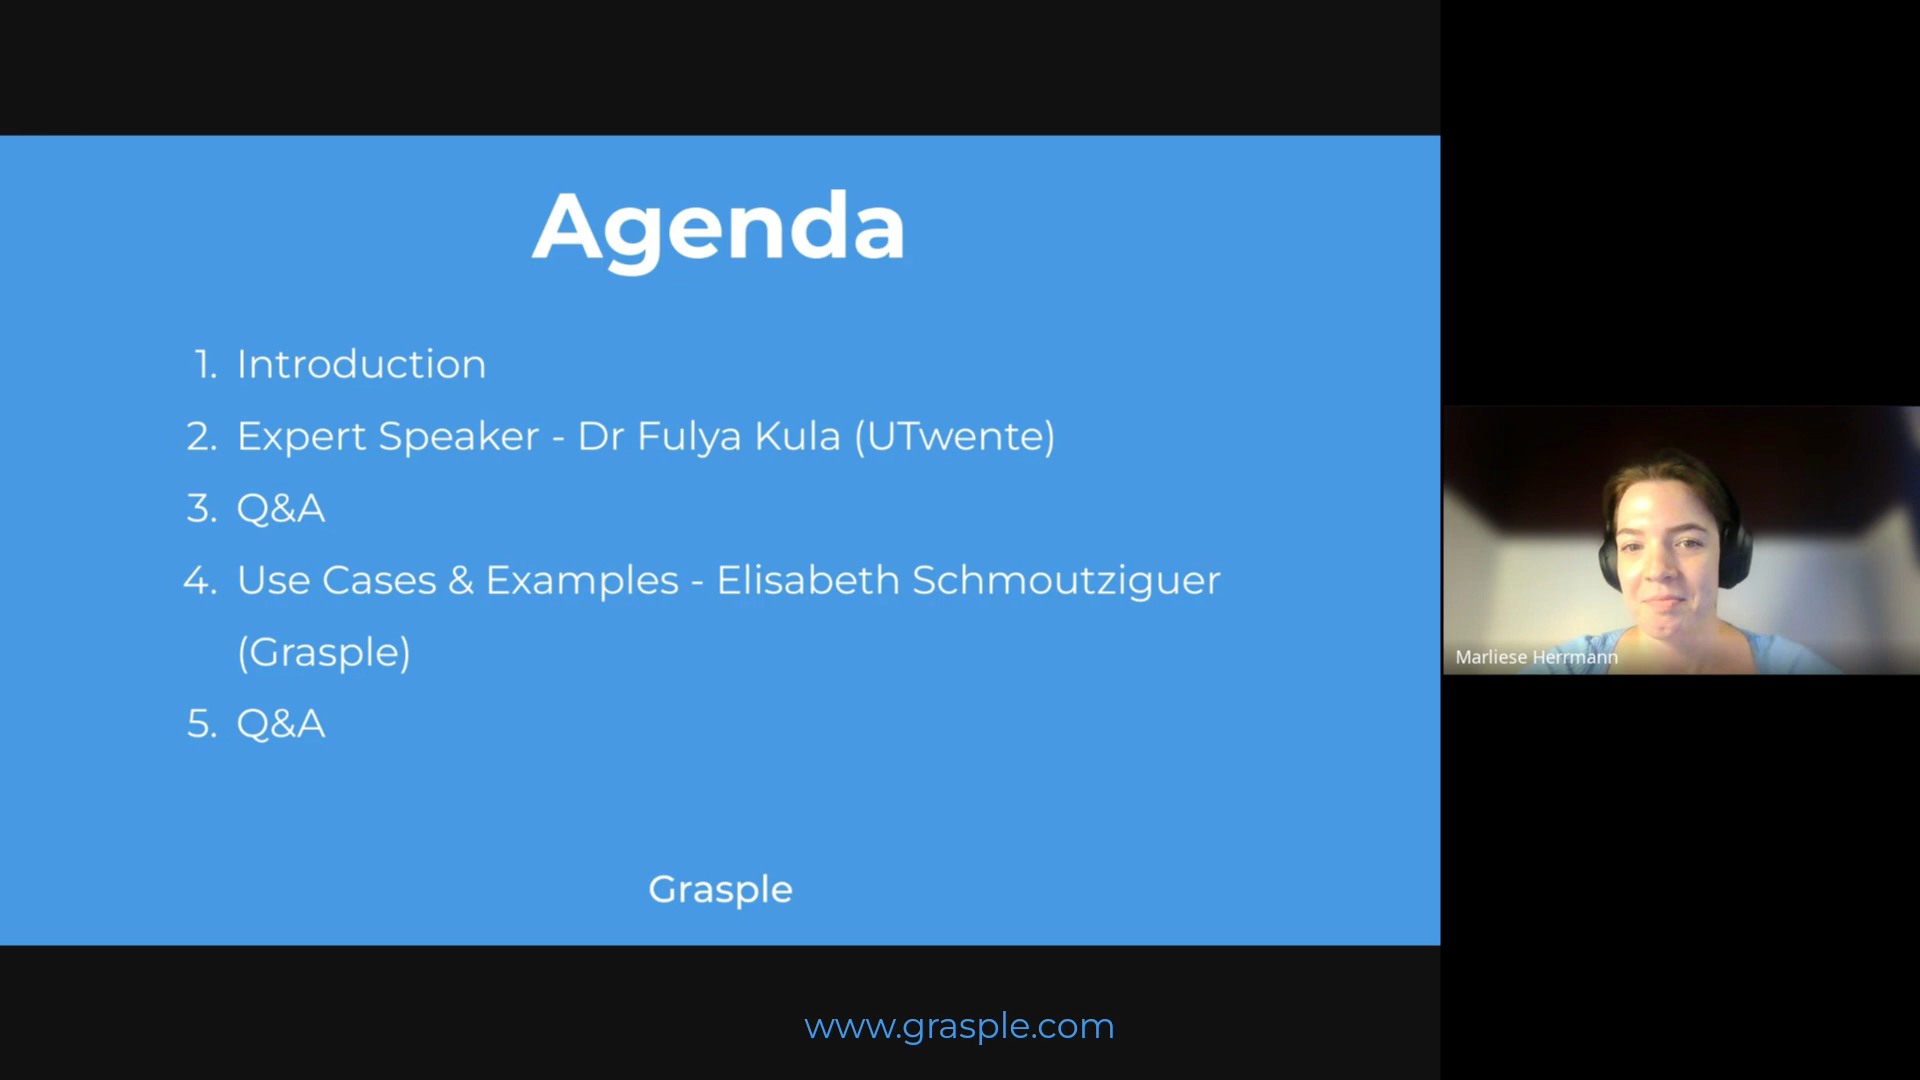 Agenda
1. Introduction
2. Expert Speaker - Dr Fulya Kula (UTwente)
3. Q&A
4. Use Cases & Examples - Elisabeth Schmoutziguer
(Grasple)
5. Q&A
Grasple
Marliese Herrmann
www.grasple.com